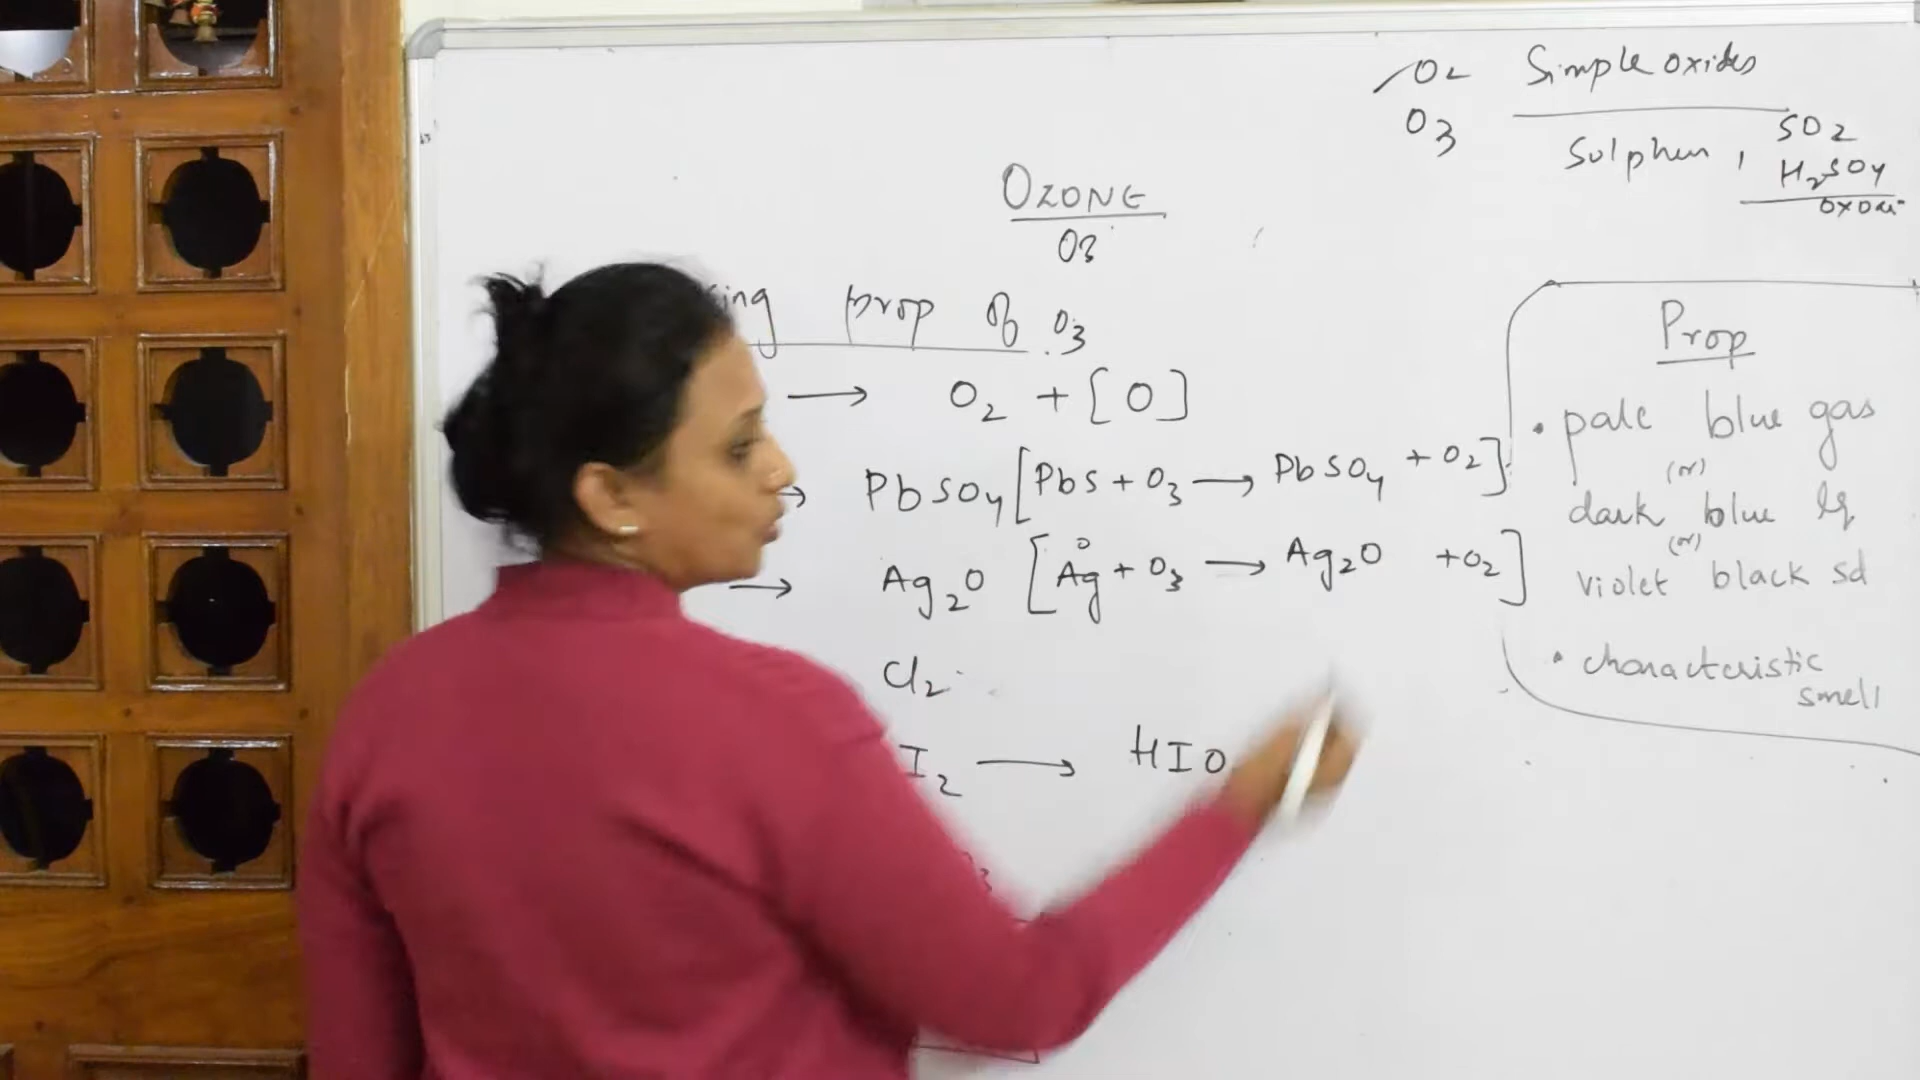 O2 Simple oxides
O3
Sulphur, SO2
H2SO4
OZONE
O3
prop of O3
→ O2 + [O]
→ PbSO4 [PbS + O3 → PbSO4 + O2]
→ Ag2O [Ag⁰ + O3 → Ag2O + O2]
Cl2
I2 → HIO
3
Prop
• pale blue gas
(or)
dark blue lq
(or)
violet black sd
• characteristic
smell